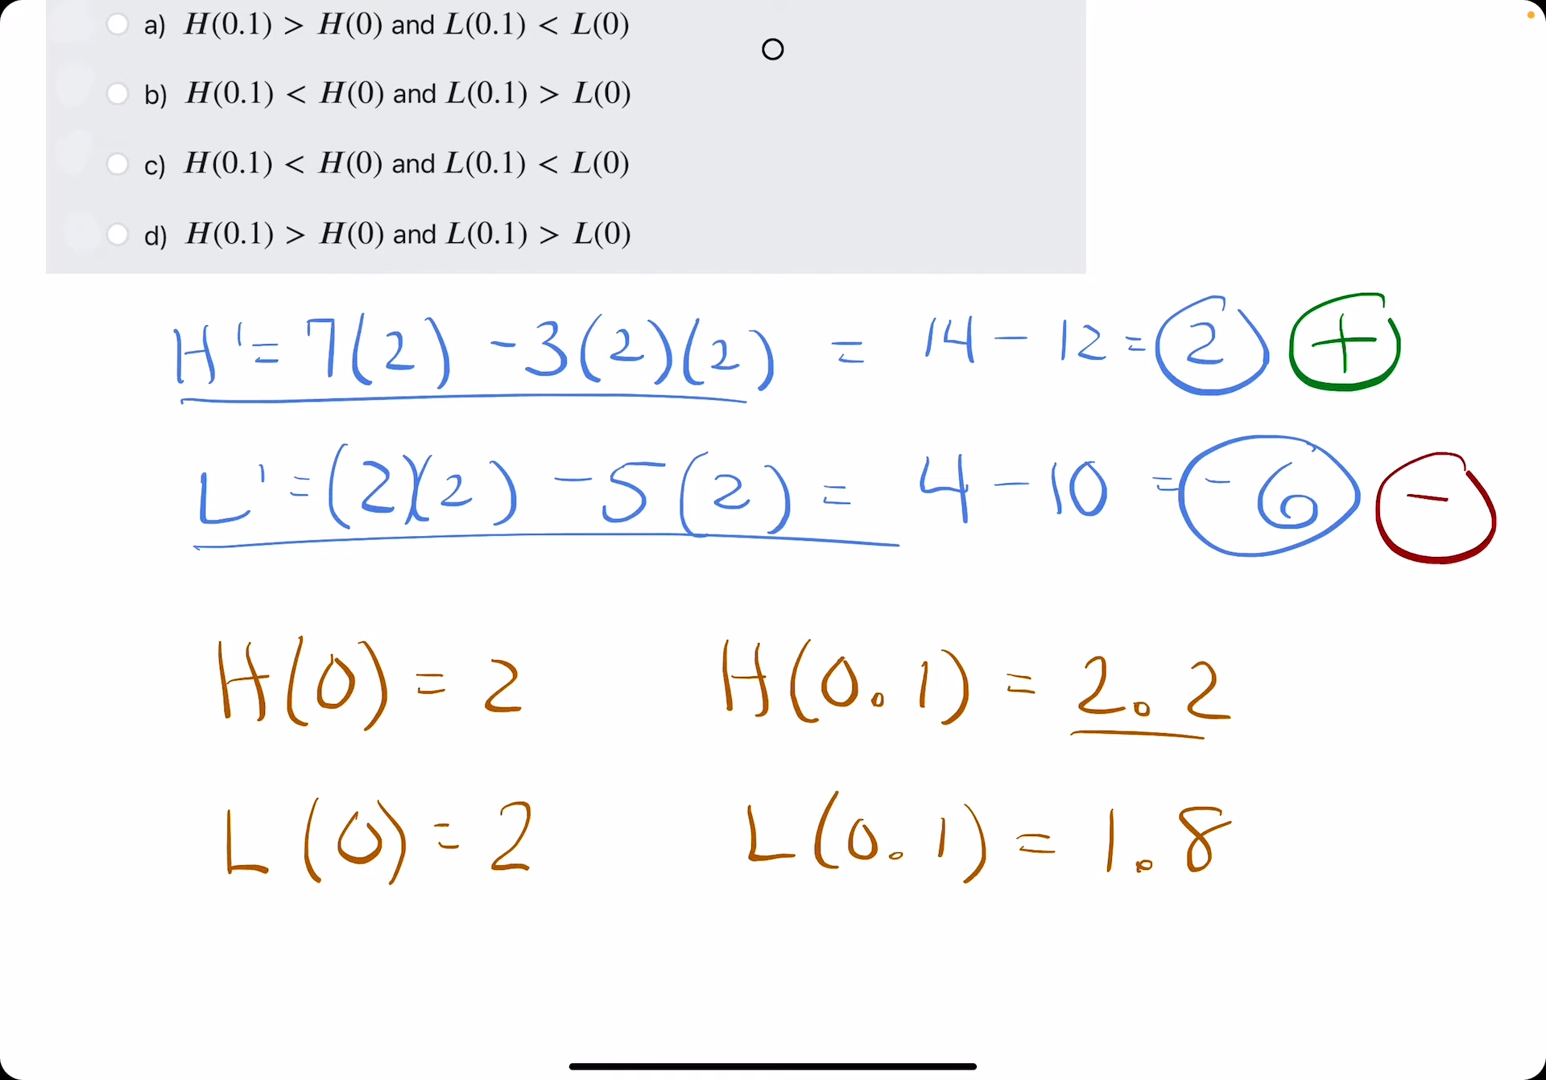 a) H(0.1) > H(0) and L(0.1) < L(0)
b) H(0.1) < H(0) and L(0.1) > L(0)
c) H(0.1) < H(0) and L(0.1) < L(0)
d) H(0.1) > H(0) and L(0.1) > L(0)
H' = 7(2) - 3(2)(2) = 14 - 12 = 2 +
L' = (2)(2) - 5(2) = 4 - 10 = -6 -
H(0) = 2 H(0.1) = 2.2
L(0) = 2 L(0.1) = 1.8